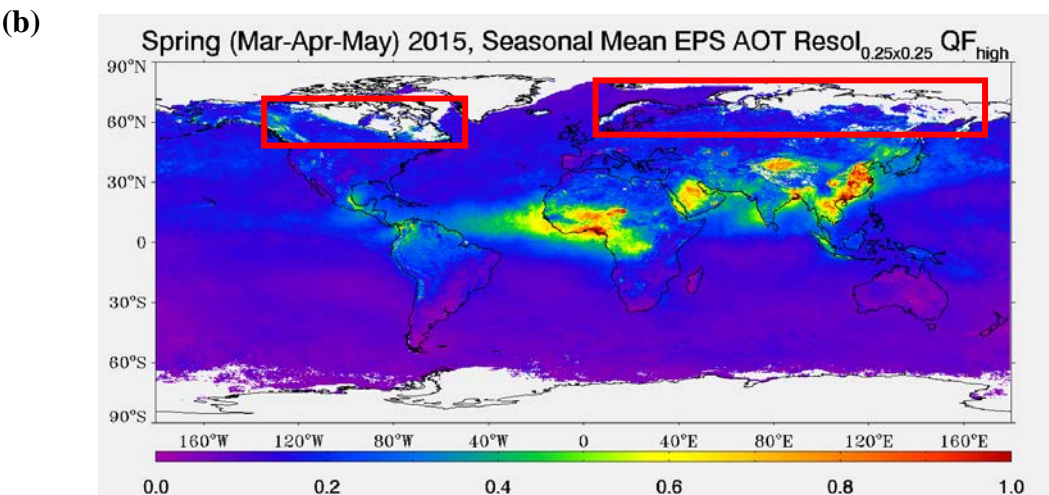 (b)
Spring (Mar-Apr-May) 2015, Seasonal Mean EPS AOT Resol0.25x0.25 QFhigh
90°N
60°N
30°N
0
30°S
60°S
90°S
160°W 120°W 80°W 40°W 0 40°E 80°E 120°E 160°E
0.0 0.2 0.4 0.6 0.8 1.0